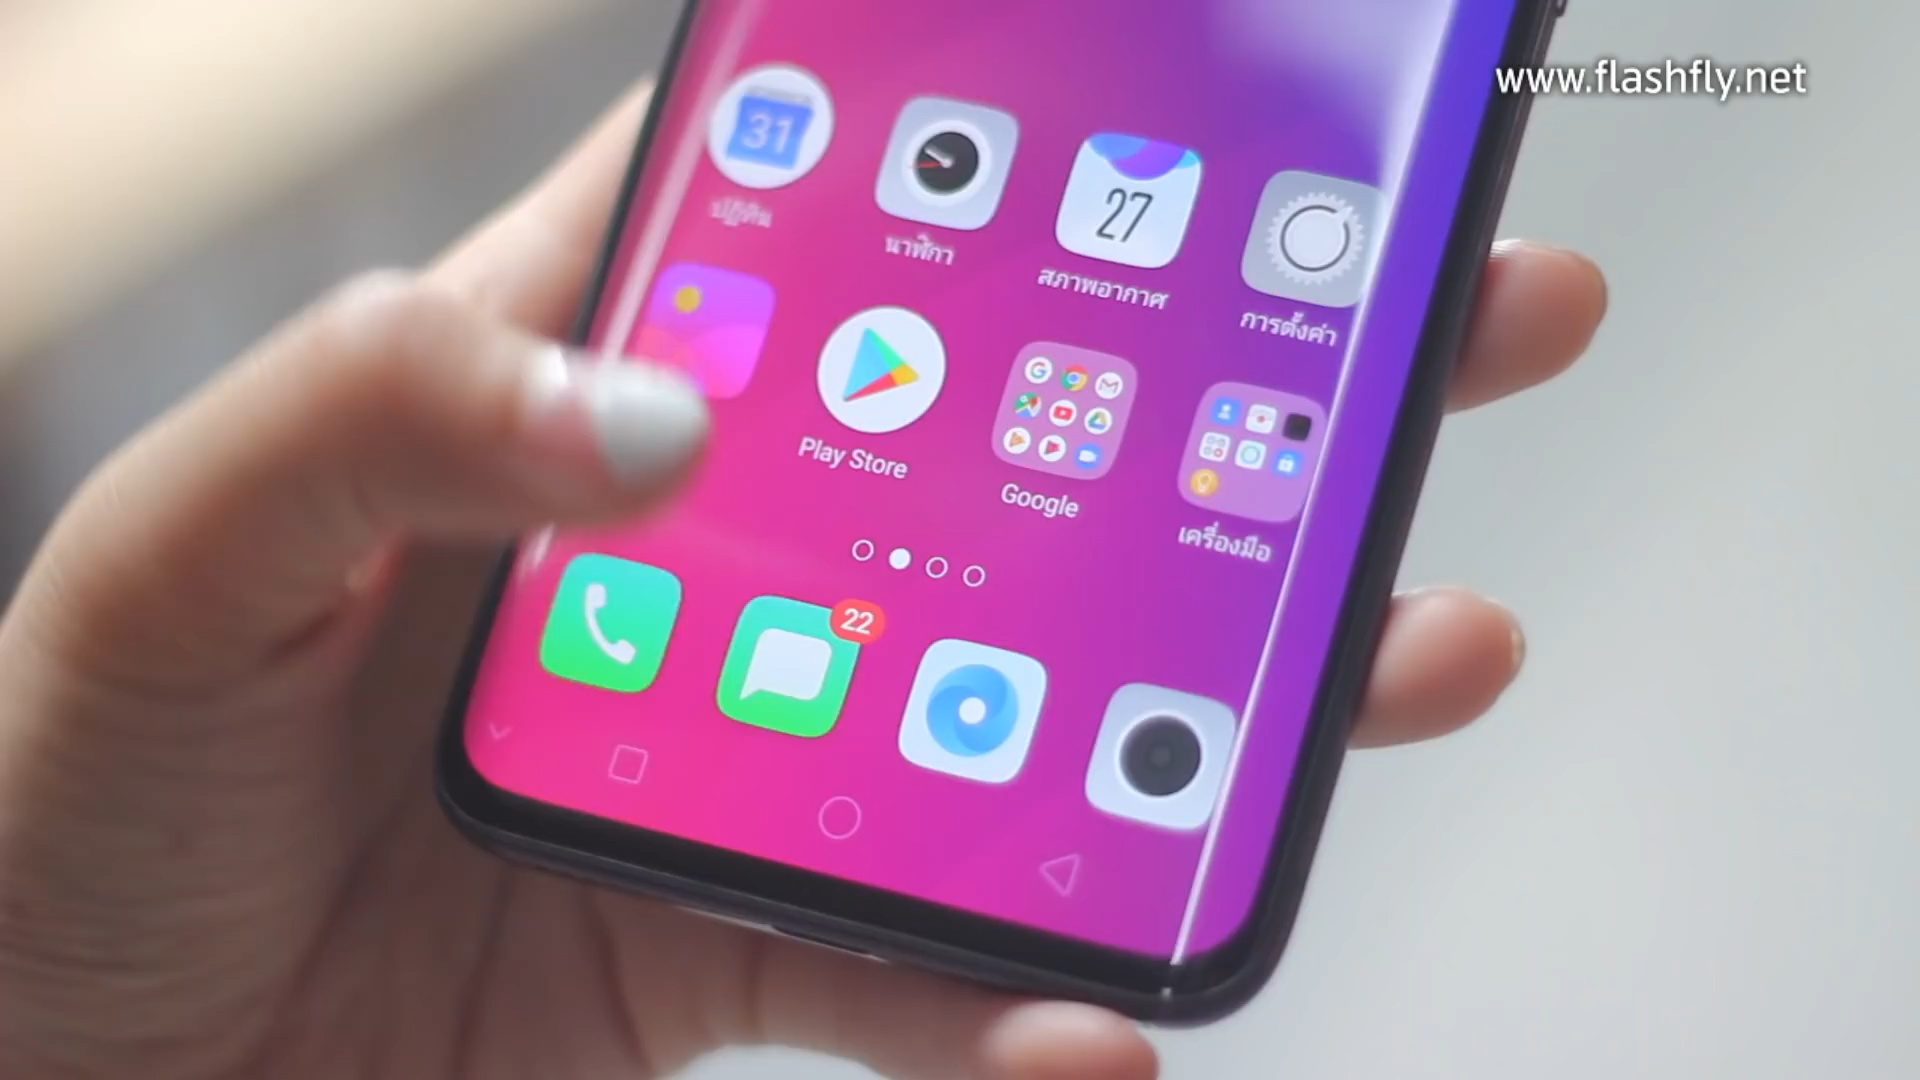 www.flashfly.net
31
ปฏิทิน
นาฬิกา
27
สภาพอากาศ
การตั้งค่า
Play Store
Google
เครื่องมือ
22